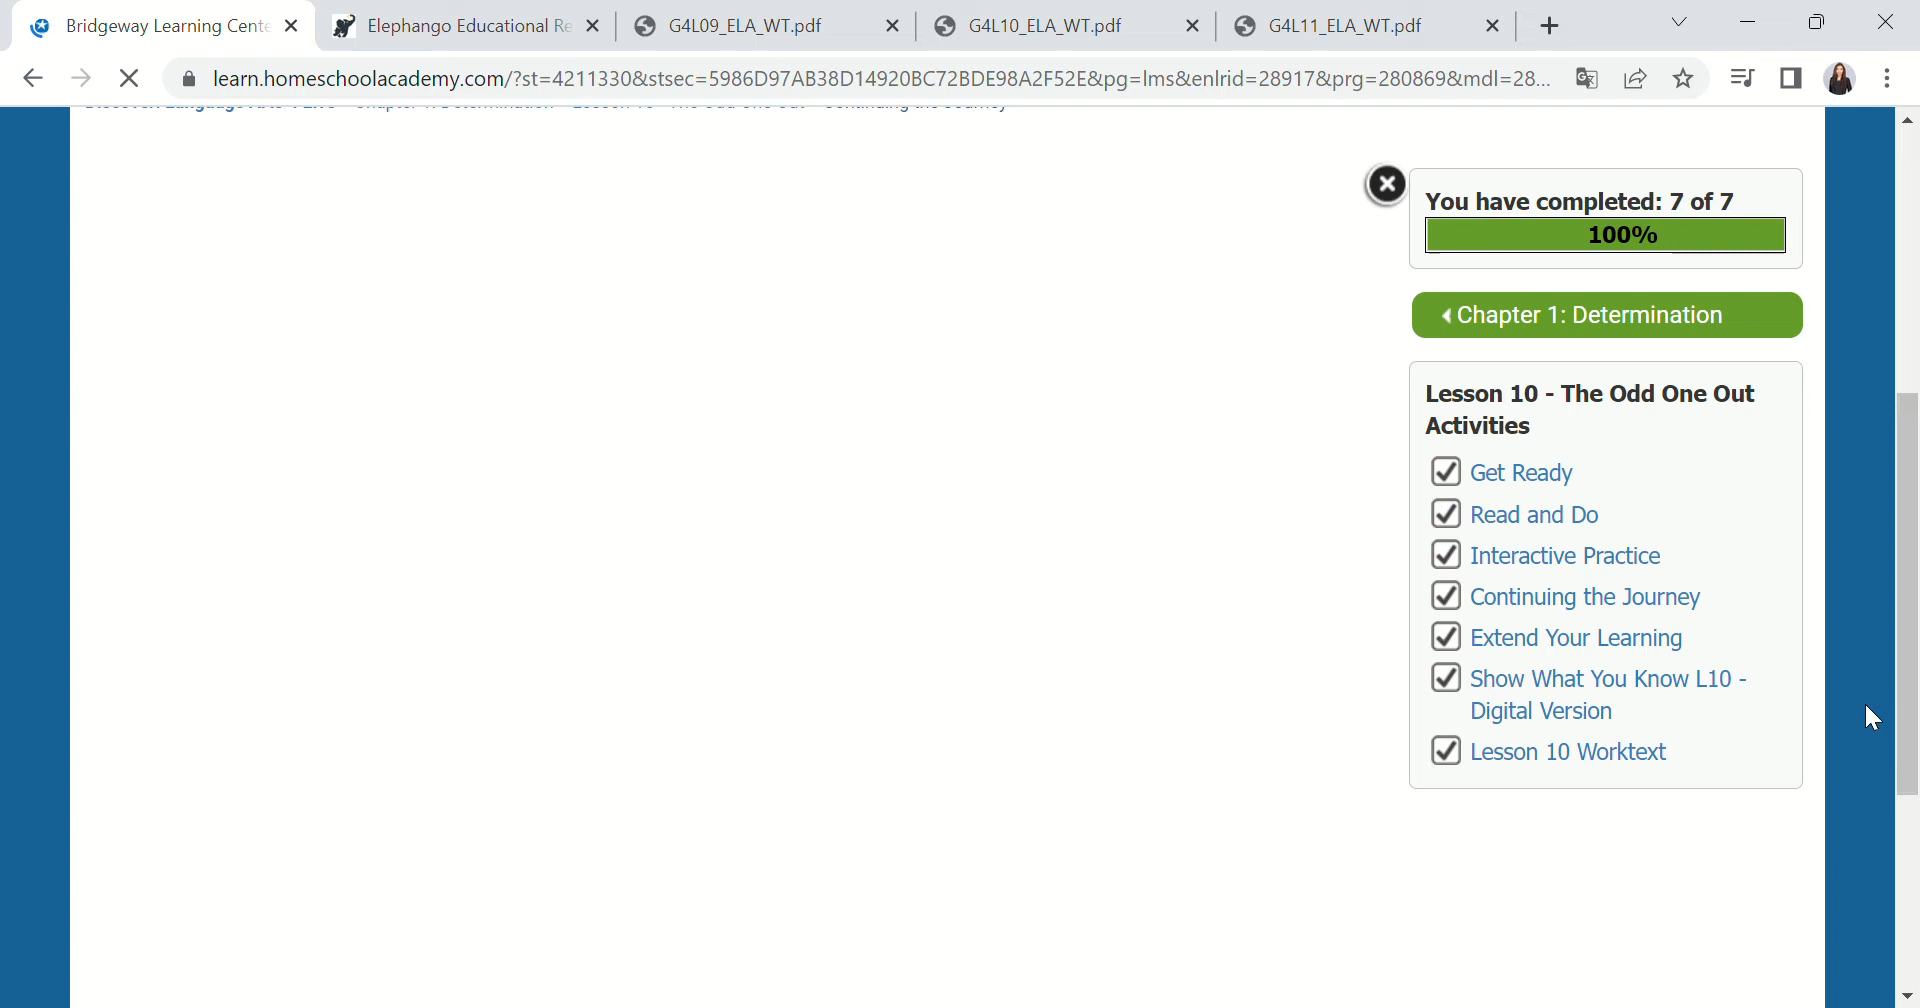 Bridgeway Learning Cente
Elephango Educational Re
G4L09_ELA_WT.pdf
G4L10_ELA_WT.pdf
G4L11_ELA_WT.pdf
learn.homeschoolacademy.com/?st=4211330&stsec=5986D97AB38D14920BC72BDE98A2F52E&pg=lms&enlrid=28917&prg=280869&mdl=28...
You have completed: 7 of 7
100%
Chapter 1: Determination
Lesson 10 - The Odd One Out
Activities
Get Ready
Read and Do
Interactive Practice
Continuing the Journey
Extend Your Learning
Show What You Know L10 -
Digital Version
Lesson 10 Worktext